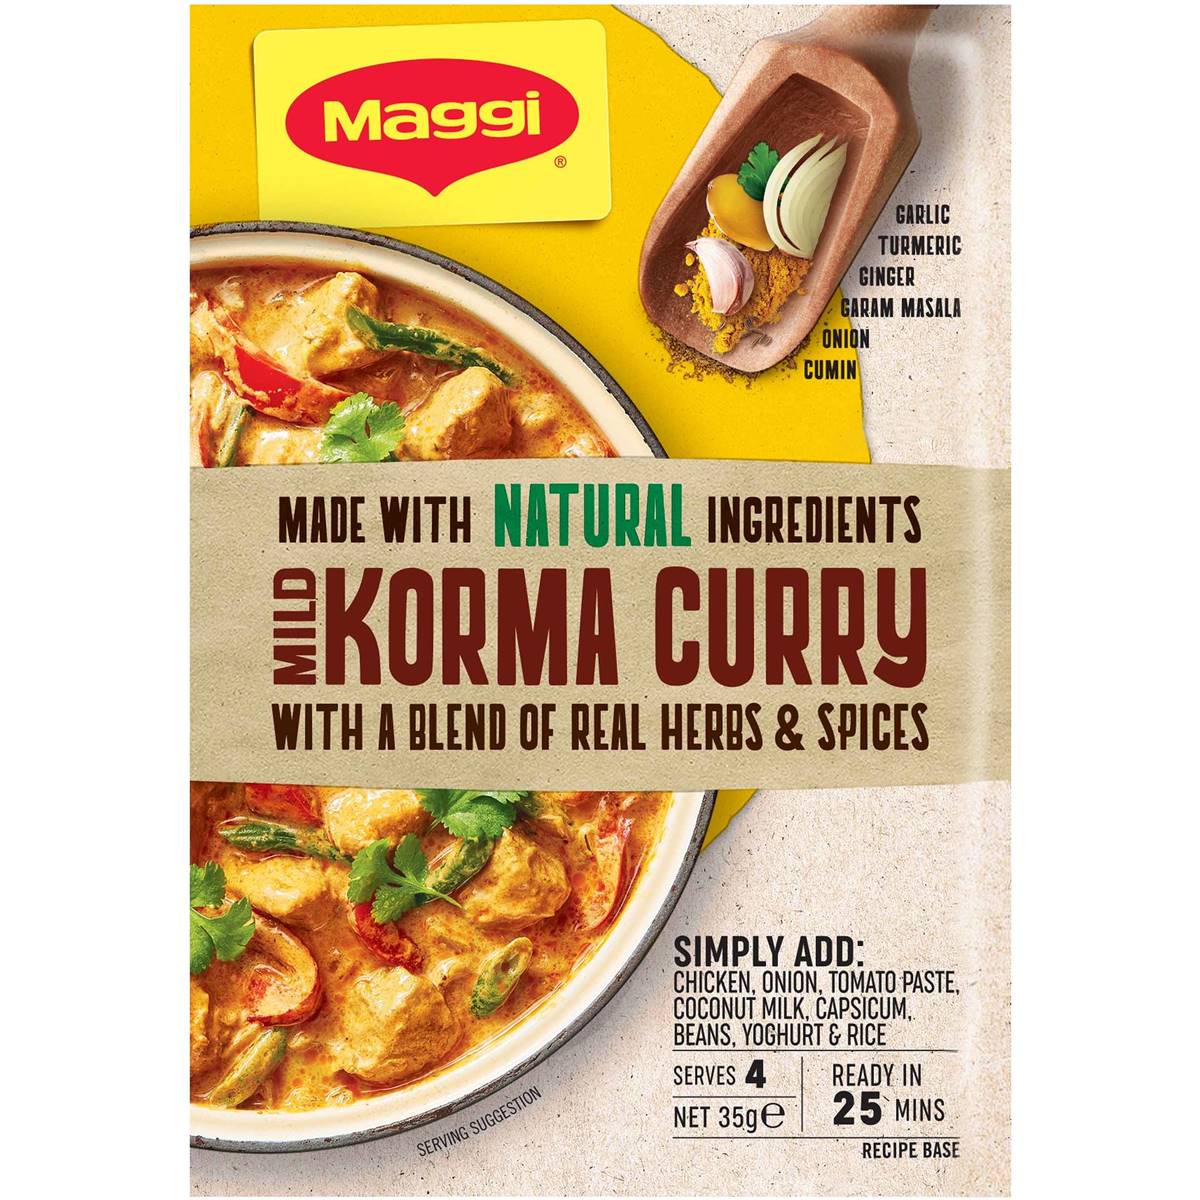 Maggi
®
GARLIC
TURMERIC
GINGER
GARAM MASALA
ONION
CUMIN
MADE WITH NATURAL INGREDIENTS
MILD KORMA CURRY
WITH A BLEND OF REAL HERBS & SPICES
SIMPLY ADD:
CHICKEN, ONION, TOMATO PASTE,
COCONUT MILK, CAPSICUM,
BEANS, YOGHURT & RICE
SERVES 4
NET 35g℮
READY IN
25 MINS
RECIPE BASE
SERVING SUGGESTION